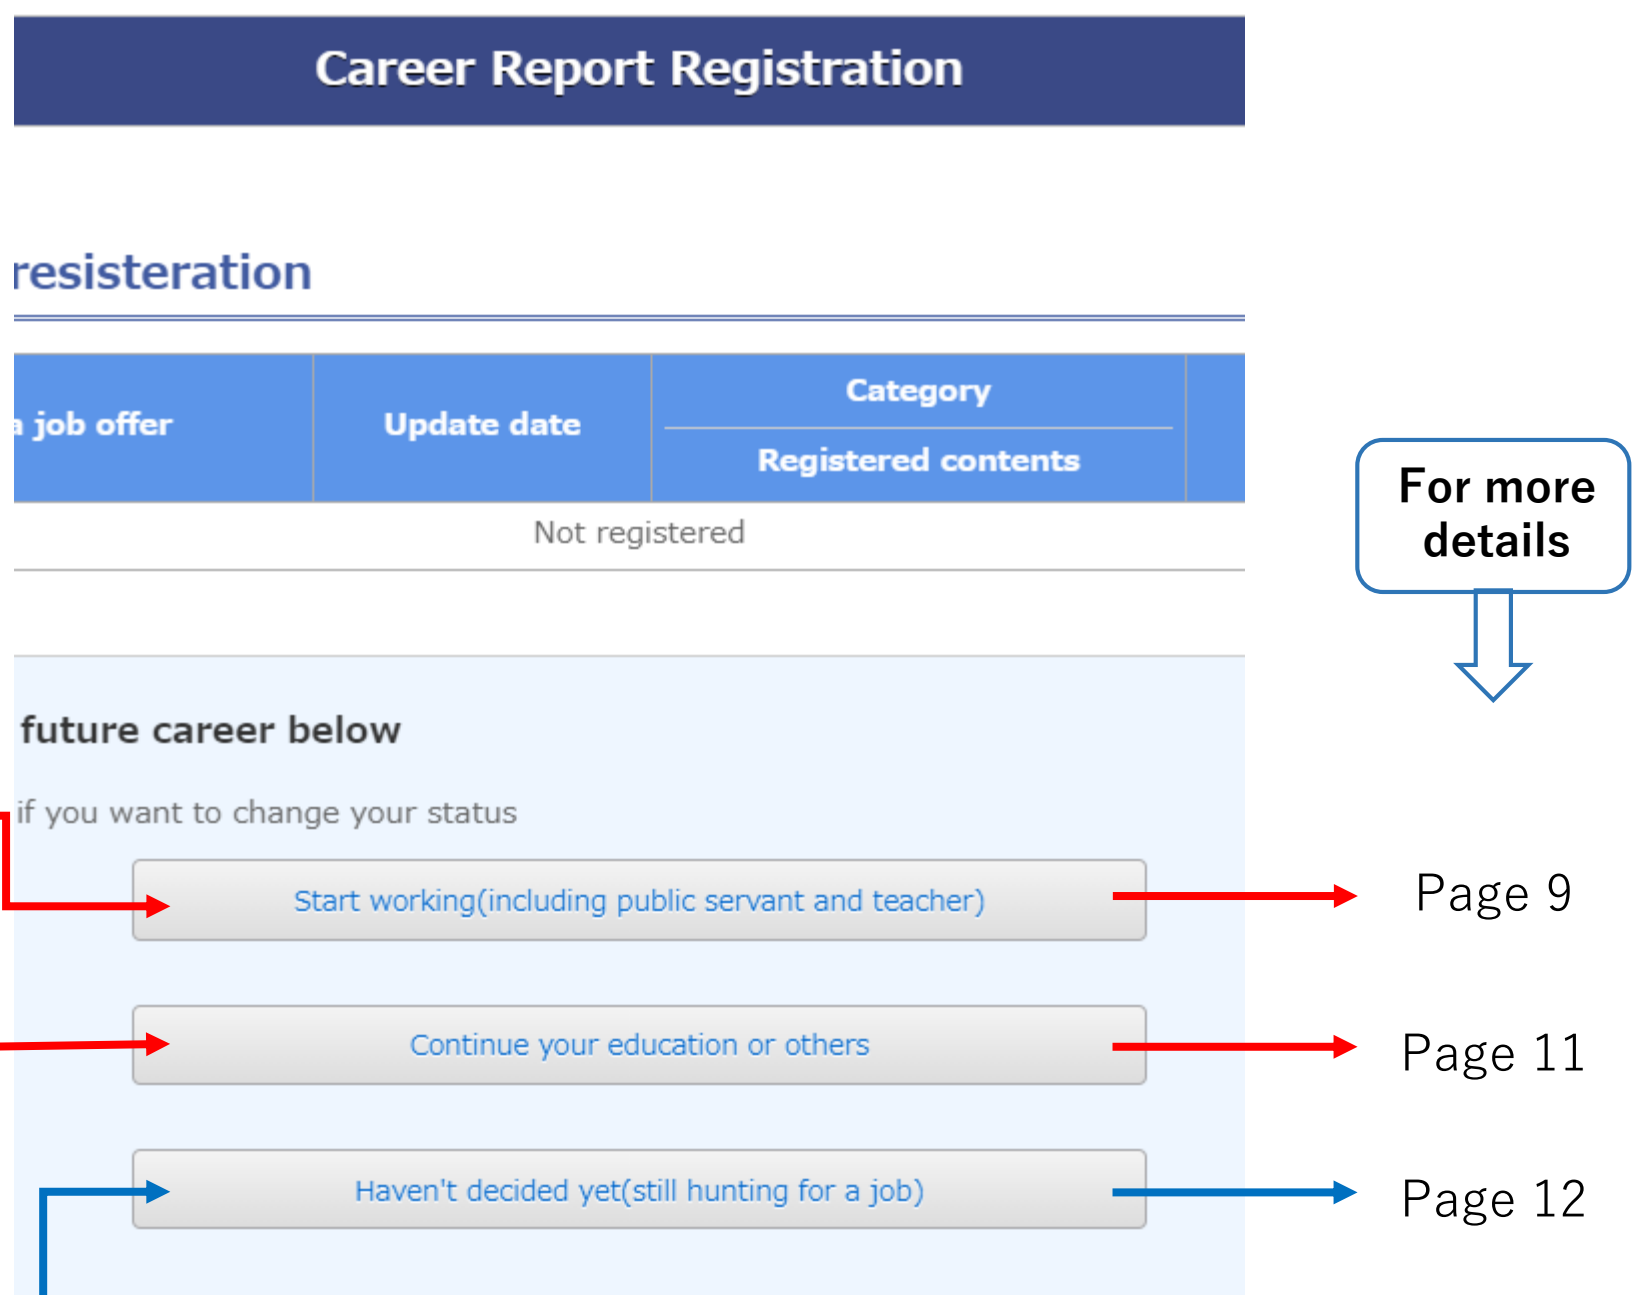 Career Report Registration
resisteration
a job offer
Update date
Category
Registered contents
Not registered
For more
details
future career below
if you want to change your status
Start working(including public servant and teacher)
Page 9
Continue your education or others
Page 11
Haven't decided yet(still hunting for a job)
Page 12